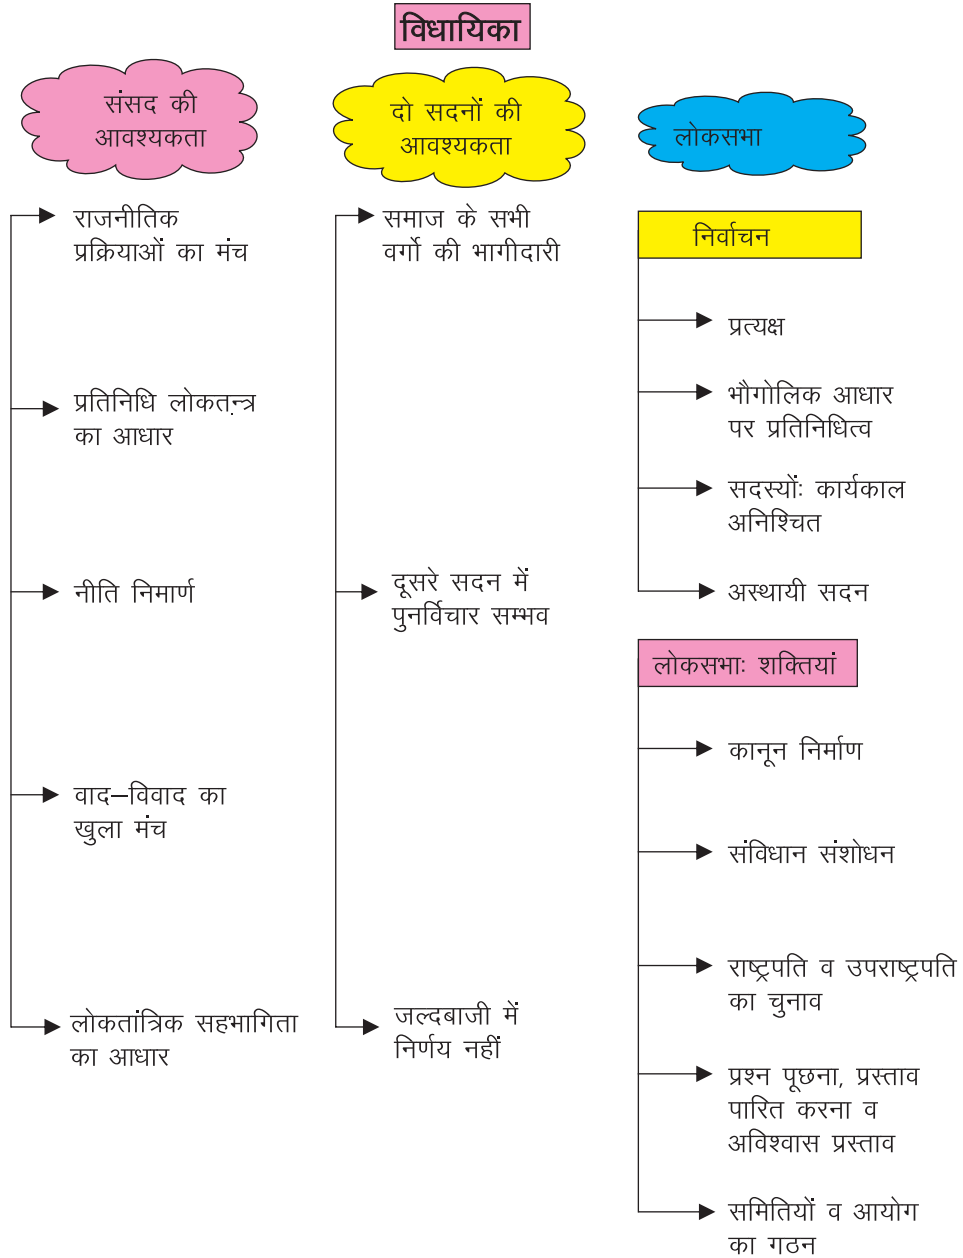 विधायिका
संसद की
आवश्यकता
राजनीतिक
प्रक्रियाओं का मंच
प्रतिनिधि लोकतन्त्र
का आधार
नीति निमार्ण
वाद–विवाद का
खुला मंच
लोकतांत्रिक सहभागिता
का आधार
दो सदनों की
आवश्यकता
समाज के सभी
वर्गो की भागीदारी
दूसरे सदन में
पुनर्विचार सम्भव
जल्दबाजी में
निर्णय नहीं
लोकसभा
निर्वाचन
प्रत्यक्ष
भौगोलिक आधार
पर प्रतिनिधित्व
सदस्यों: कार्यकाल
अनिश्चित
अस्थायी सदन
लोकसभा: शक्तियां
कानून निर्माण
संविधान संशोधन
राष्ट्रपति व उपराष्ट्रपति
का चुनाव
प्रश्न पूछना, प्रस्ताव
पारित करना व
अविश्वास प्रस्ताव
समितियों व आयोग
का गठन